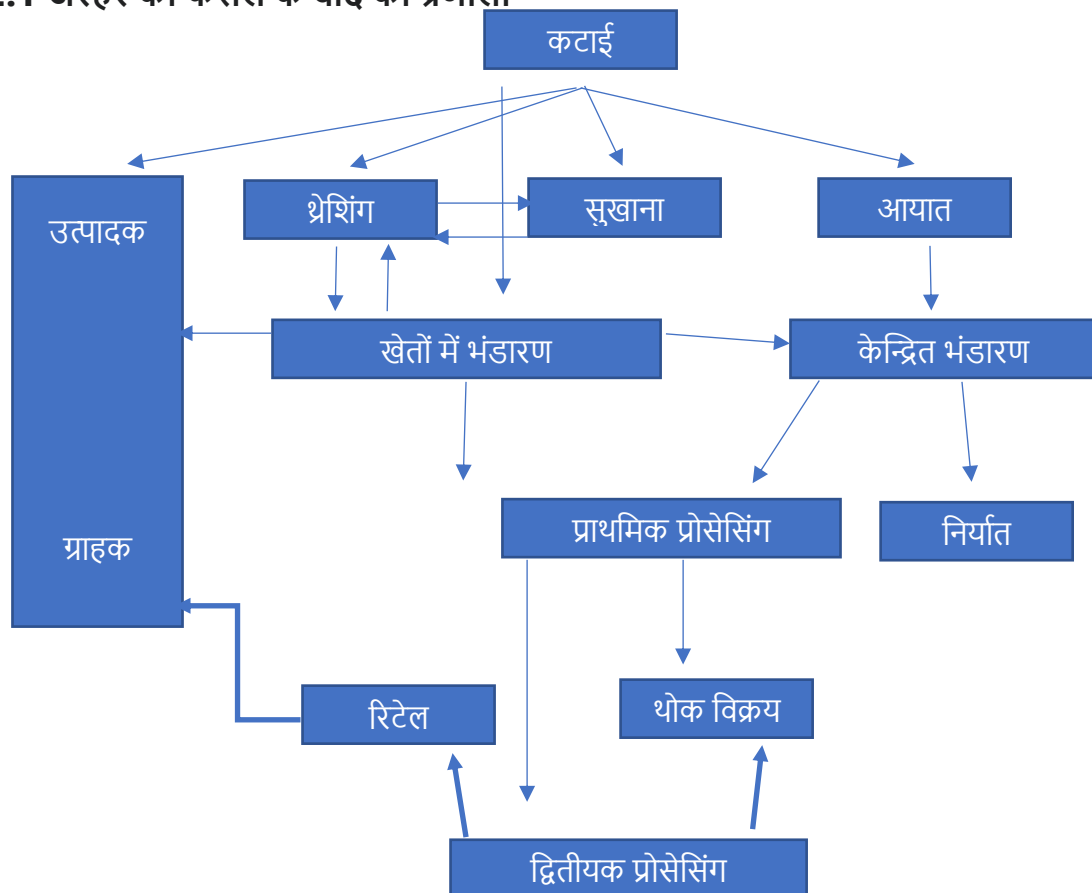 कटाई
थ्रेशिंग
सुखाना
आयात
उत्पादक
खेतों में भंडारण
केन्द्रित भंडारण
प्राथमिक प्रोसेसिंग
निर्यात
ग्राहक
रिटेल
थोक विक्रय
द्वितीयक प्रोसेसिंग